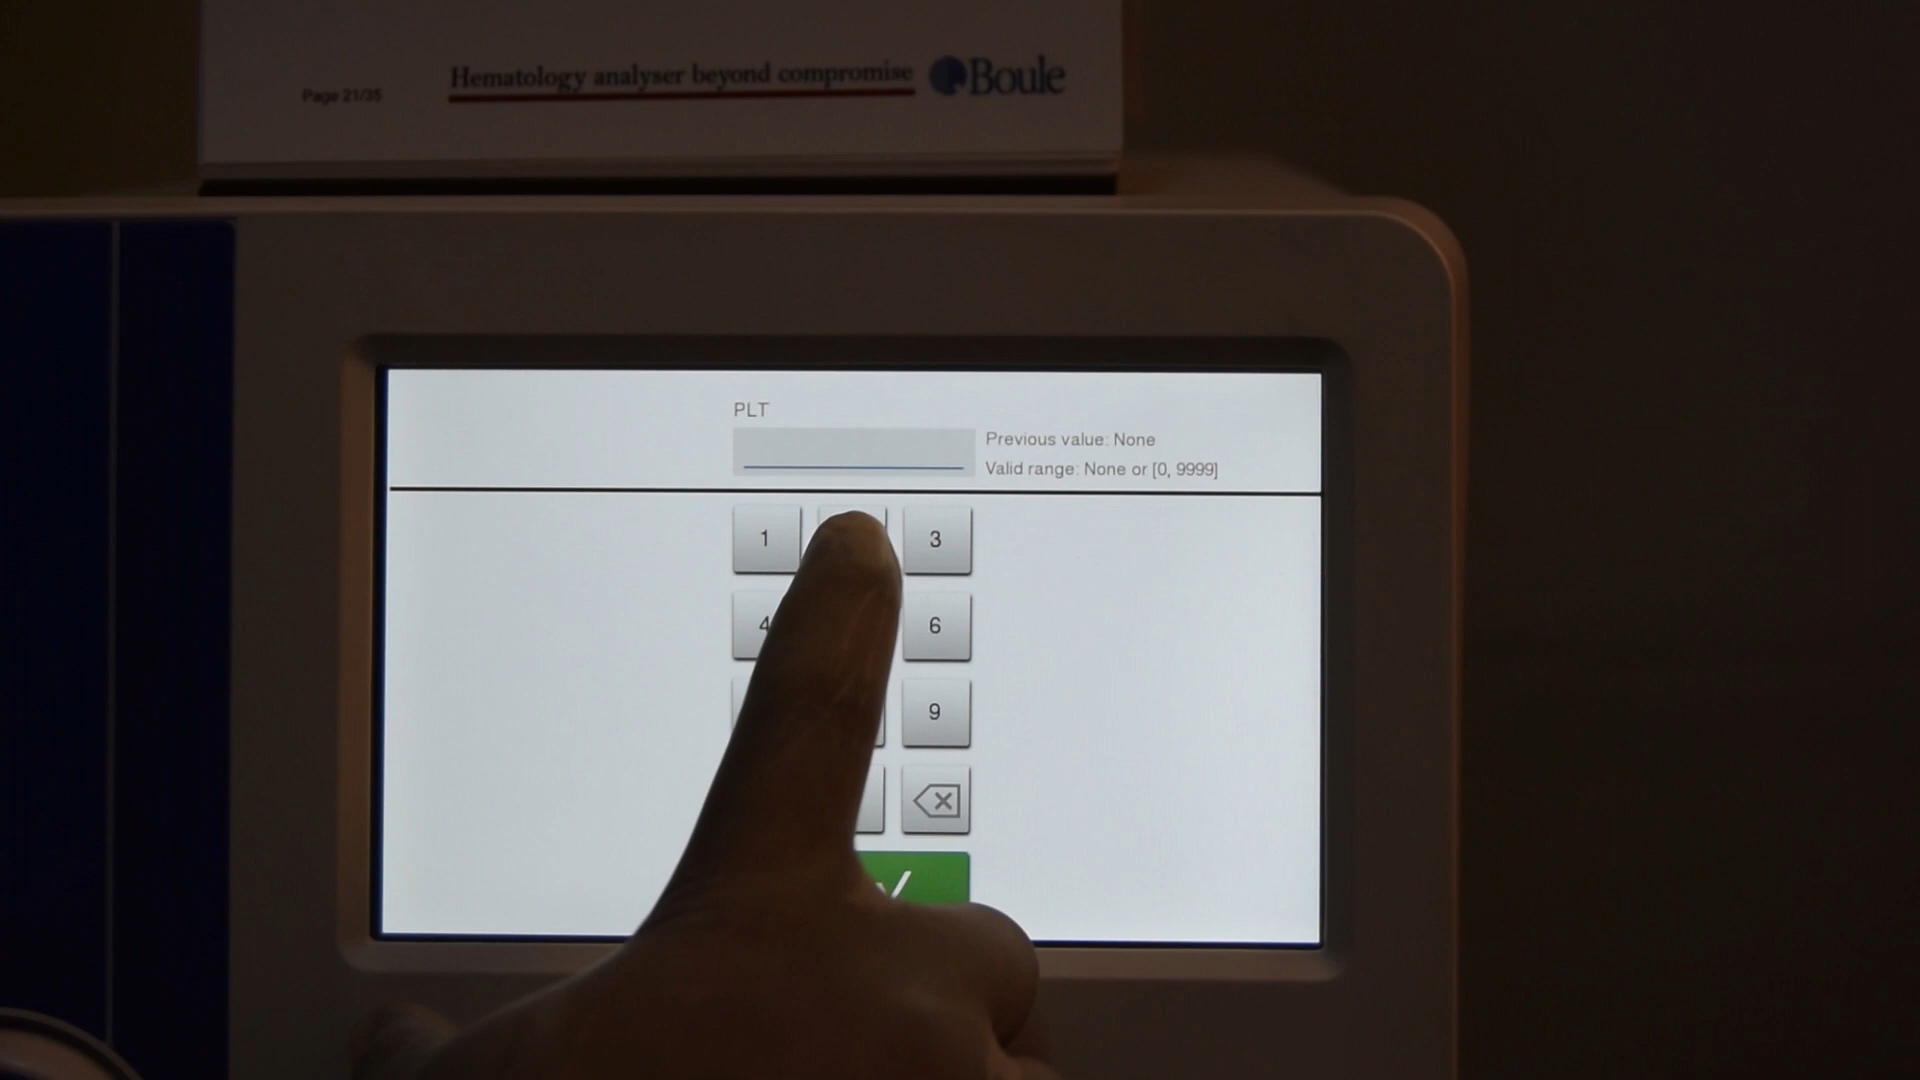 Page 21/35
Hematology analyser beyond compromise
Boule
PLT
Previous value: None
Valid range: None or [0, 9999]
1 3
4 6
9